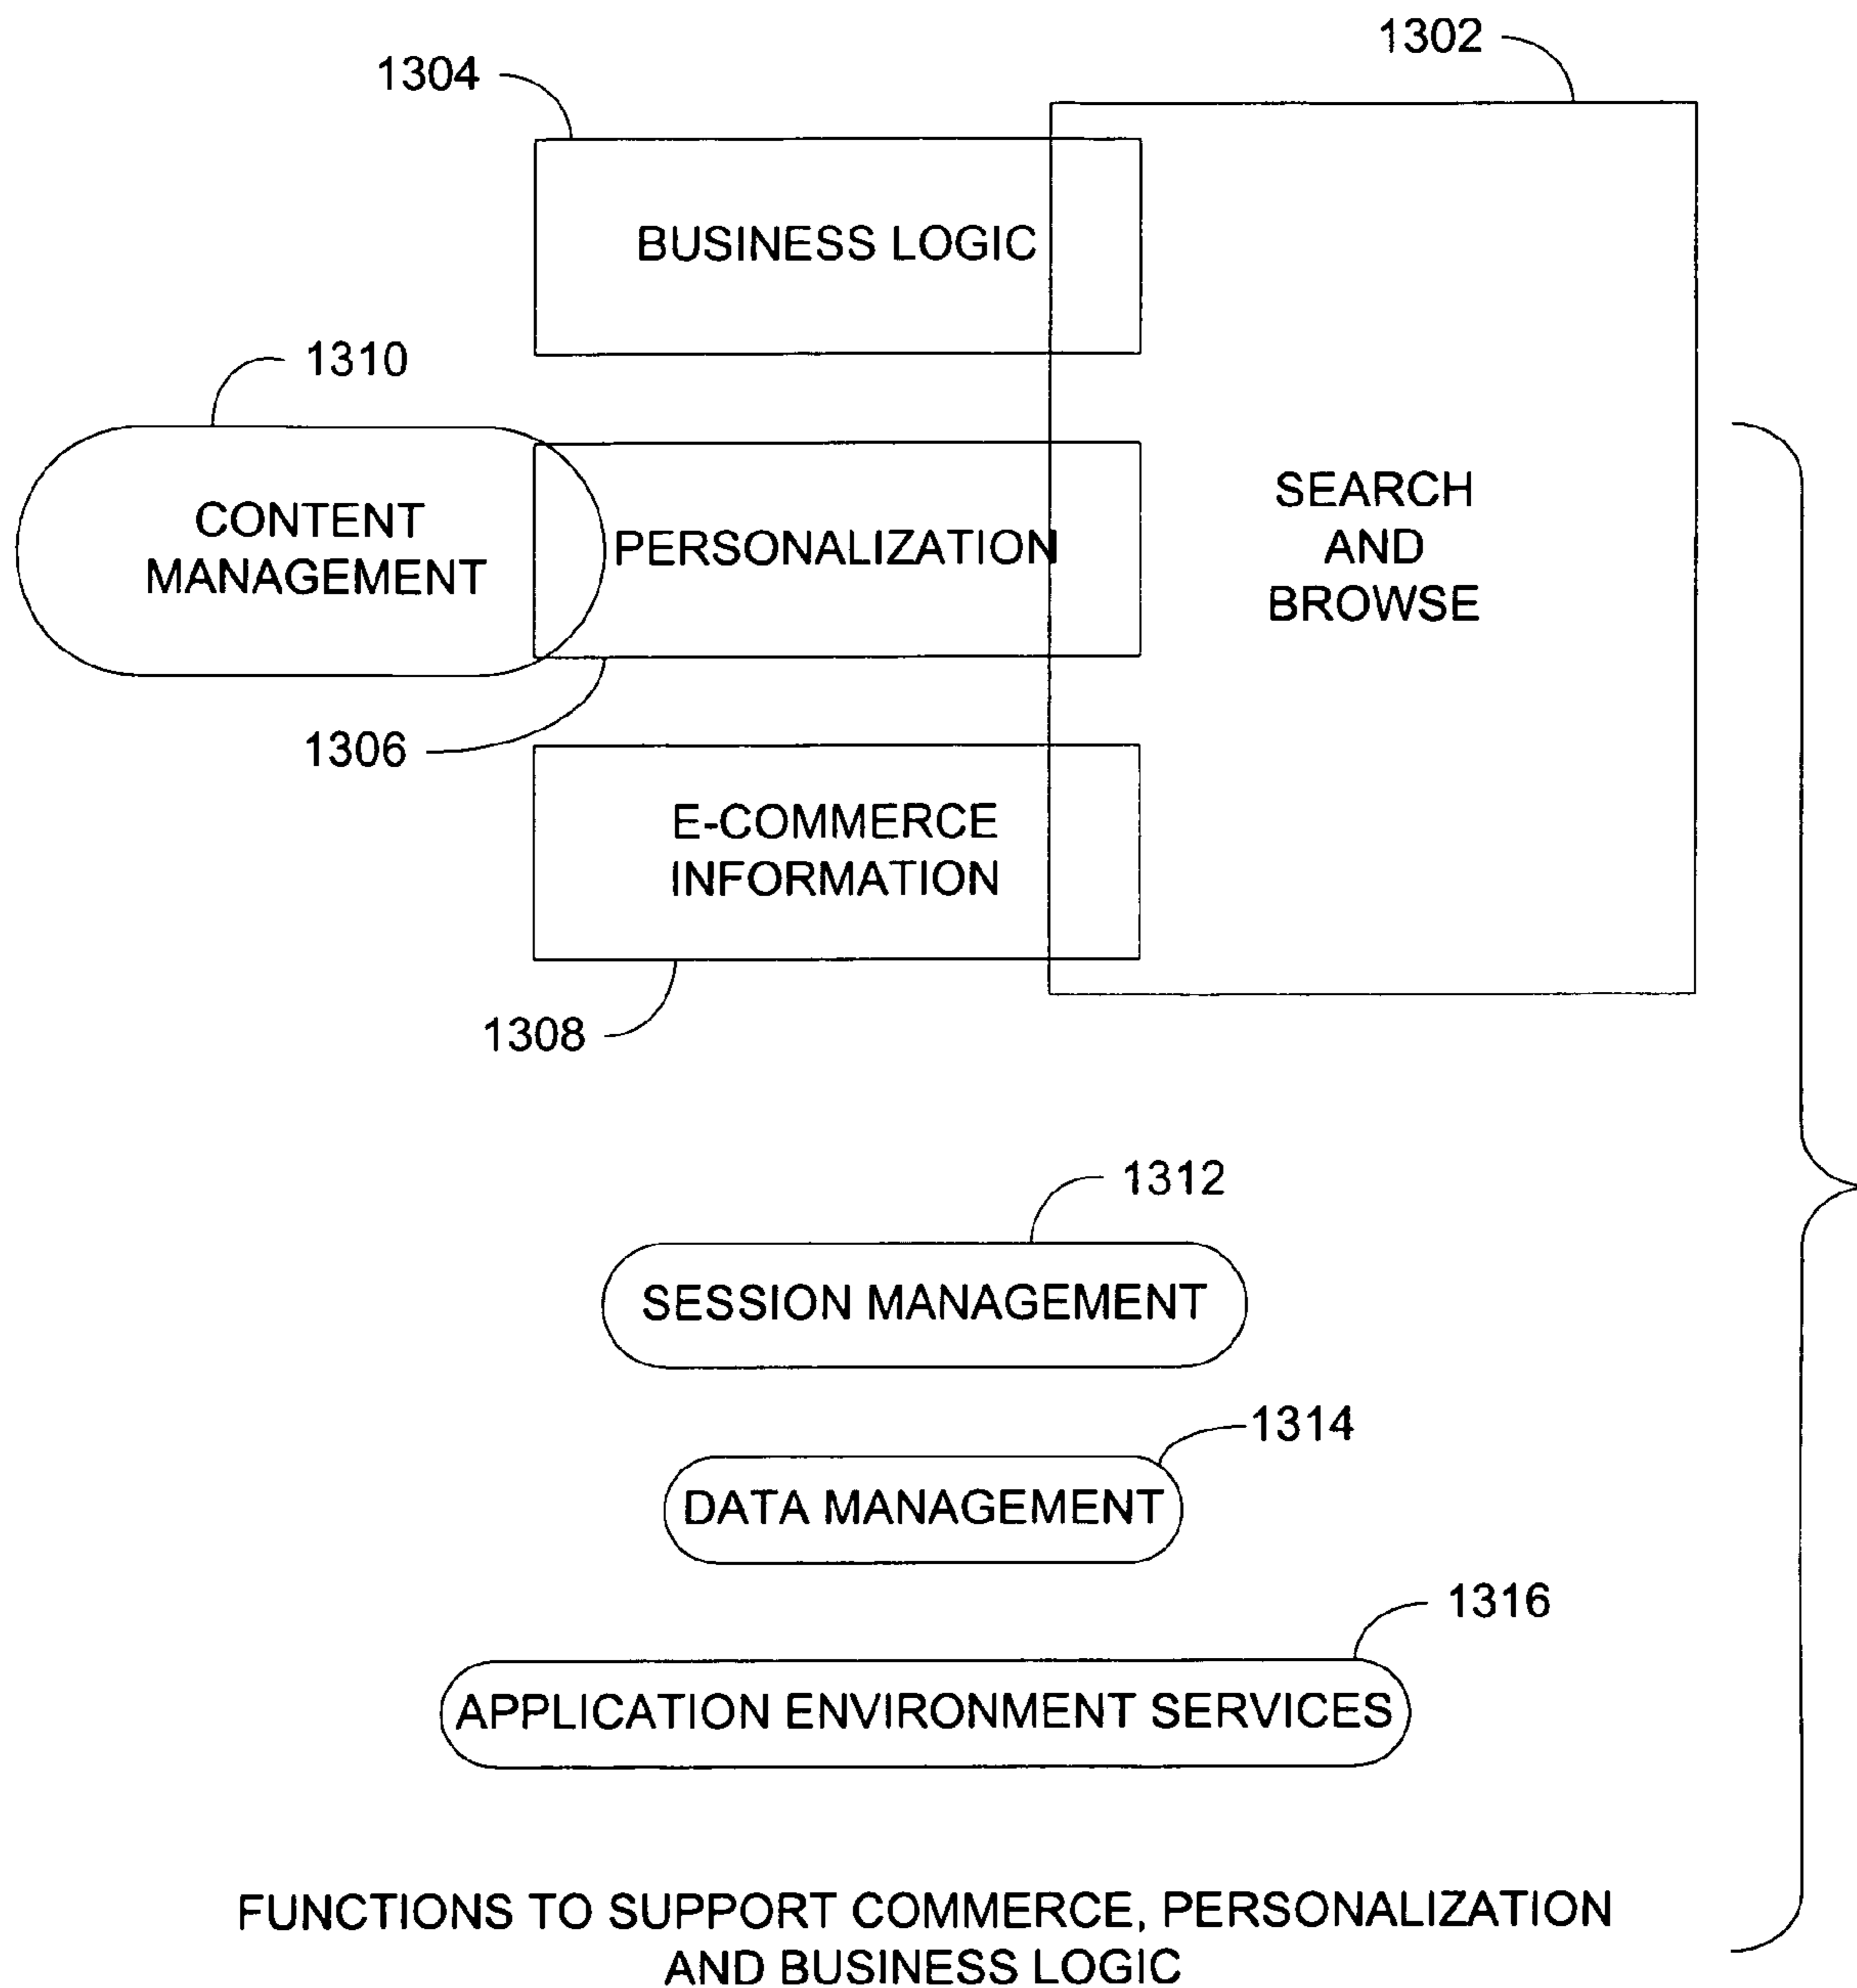 1302
1304
BUSINESS LOGIC
1310
CONTENT
MANAGEMENT
PERSONALIZATION
SEARCH
AND
BROWSE
1306
E-COMMERCE
INFORMATION
1308
1312
SESSION MANAGEMENT
1314
DATA MANAGEMENT
1316
APPLICATION ENVIRONMENT SERVICES
FUNCTIONS TO SUPPORT COMMERCE, PERSONALIZATION
AND BUSINESS LOGIC